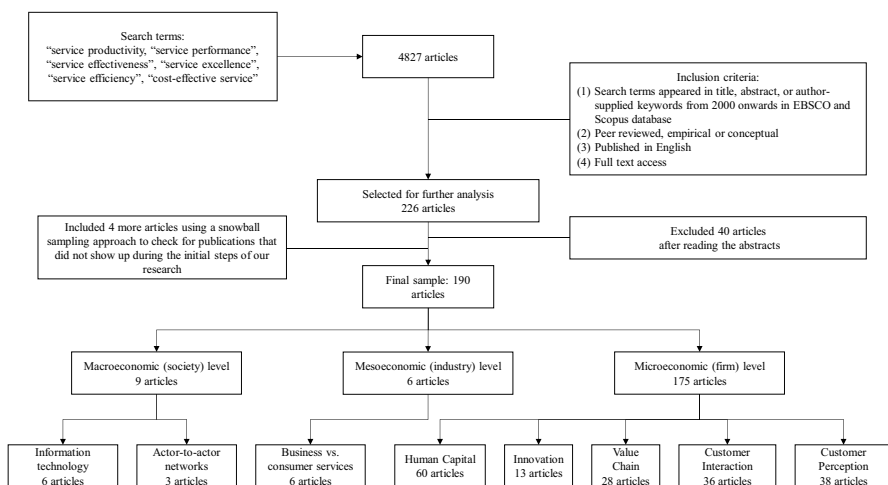 Search terms:
“service productivity, “service performance”,
“service effectiveness”, “service excellence”,
“service efficiency”, “cost-effective service”
4827 articles
Inclusion criteria:
(1) Search terms appeared in title, abstract, or author-
supplied keywords from 2000 onwards in EBSCO and
Scopus database
(2) Peer reviewed, empirical or conceptual
(3) Published in English
(4) Full text access
Selected for further analysis
226 articles
Included 4 more articles using a snowball
sampling approach to check for publications that
did not show up during the initial steps of our
research
Excluded 40 articles
after reading the abstracts
Final sample: 190
articles
Macroeconomic (society) level
9 articles
Mesoeconomic (industry) level
6 articles
Microeconomic (firm) level
175 articles
Information
technology
6 articles
Actor-to-actor
networks
3 articles
Business vs.
consumer services
6 articles
Human Capital
60 articles
Innovation
13 articles
Value
Chain
28 articles
Customer
Interaction
36 articles
Customer
Perception
38 articles